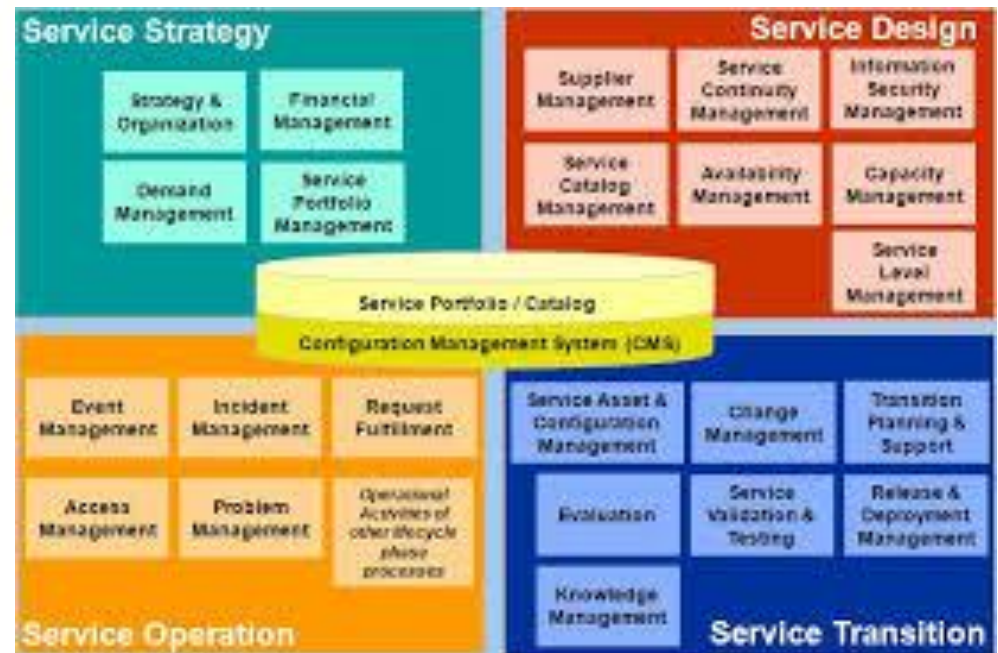 Service Strategy
Strategy &
Organization
Financial
Management
Demand
Management
Service
Portfolio
Management
Service Design
Supplier
Management
Service
Continuity
Management
Information
Security
Management
Service
Catalog
Management
Availability
Management
Capacity
Management
Service
Level
Management
Service Portfolio / Catalog
Configuration Management System (CMS)
Event
Management
Incident
Management
Request
Fulfillment
Access
Management
Problem
Management
Operational
Activities of
other lifecycle
phase
processes
Service Operation
Service Asset &
Configuration
Management
Change
Management
Transition
Planning &
Support
Evaluation
Service
Validation &
Testing
Release &
Deployment
Management
Knowledge
Management
Service Transition